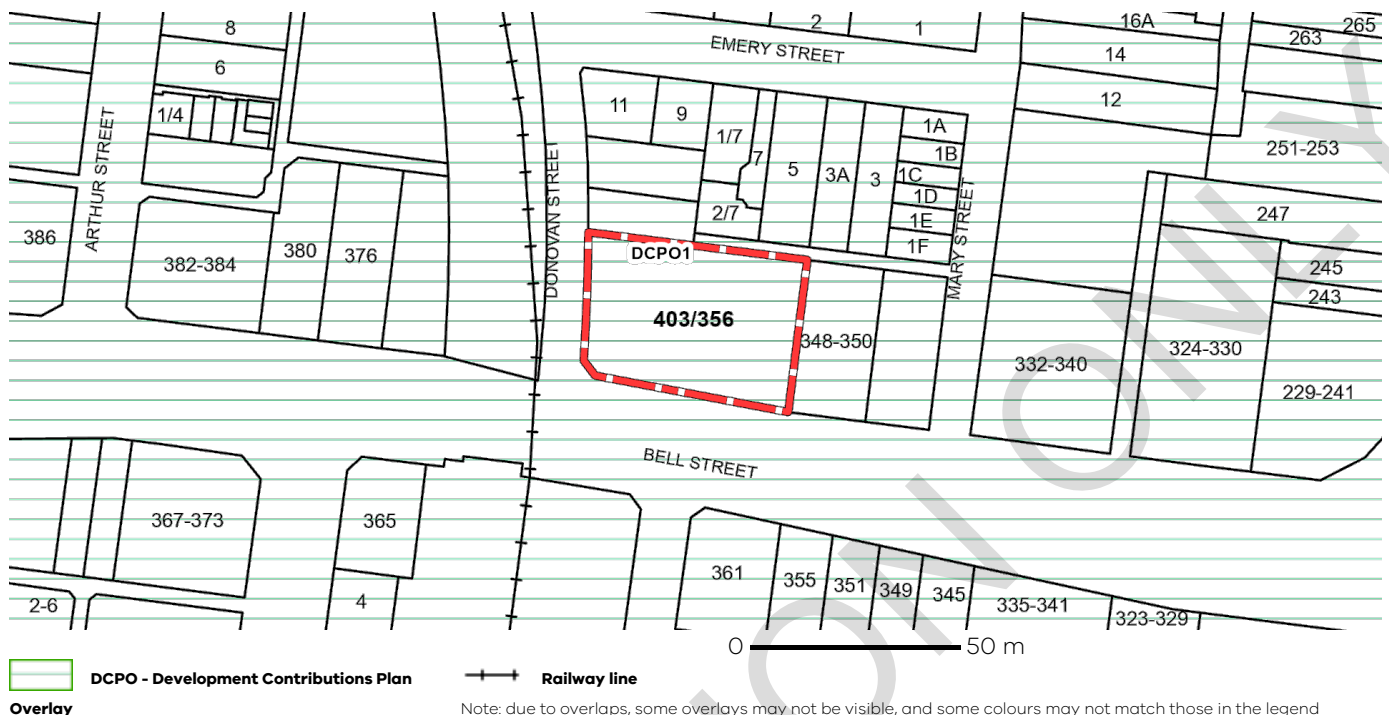 8
2
1
16A
263
265
EMERY STREET
6
14
11
9
12
1/4
1/7
1A
ARTHUR STREET
DONOVAN STREET
7
5
3A
3
1B
251-253
1C
1D
2/7
1E
1F
MARY STREET
247
386
382-384
380
376
DCPO1
245
243
403/356
348-350
332-340
324-330
229-241
BELL STREET
367-373
365
361
355
351
349
345
335-341
323-329
2-6
4
0 50 m
DCPO - Development Contributions Plan
Overlay
Railway line
Note: due to overlaps, some overlays may not be visible, and some colours may not match those in the legend
ON ONLY